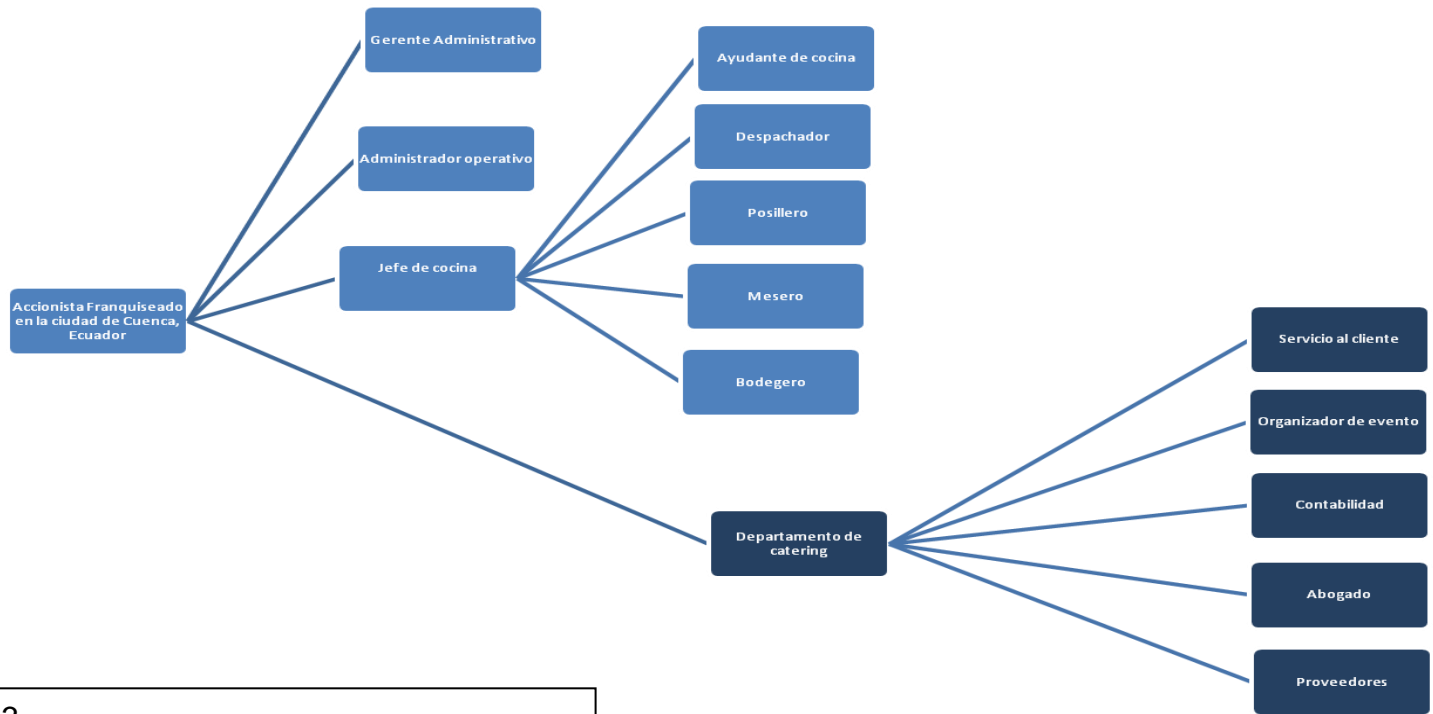 Gerente Administrativo
Administrador operativo
Jefe de cocina
Accionista Franquiseado
en la ciudad de Cuenca,
Ecuador
Ayudante de cocina
Despachador
Posillero
Mesero
Bodegero
Departamento de
catering
Servicio al cliente
Organizador de evento
Contabilidad
Abogado
Proveedores